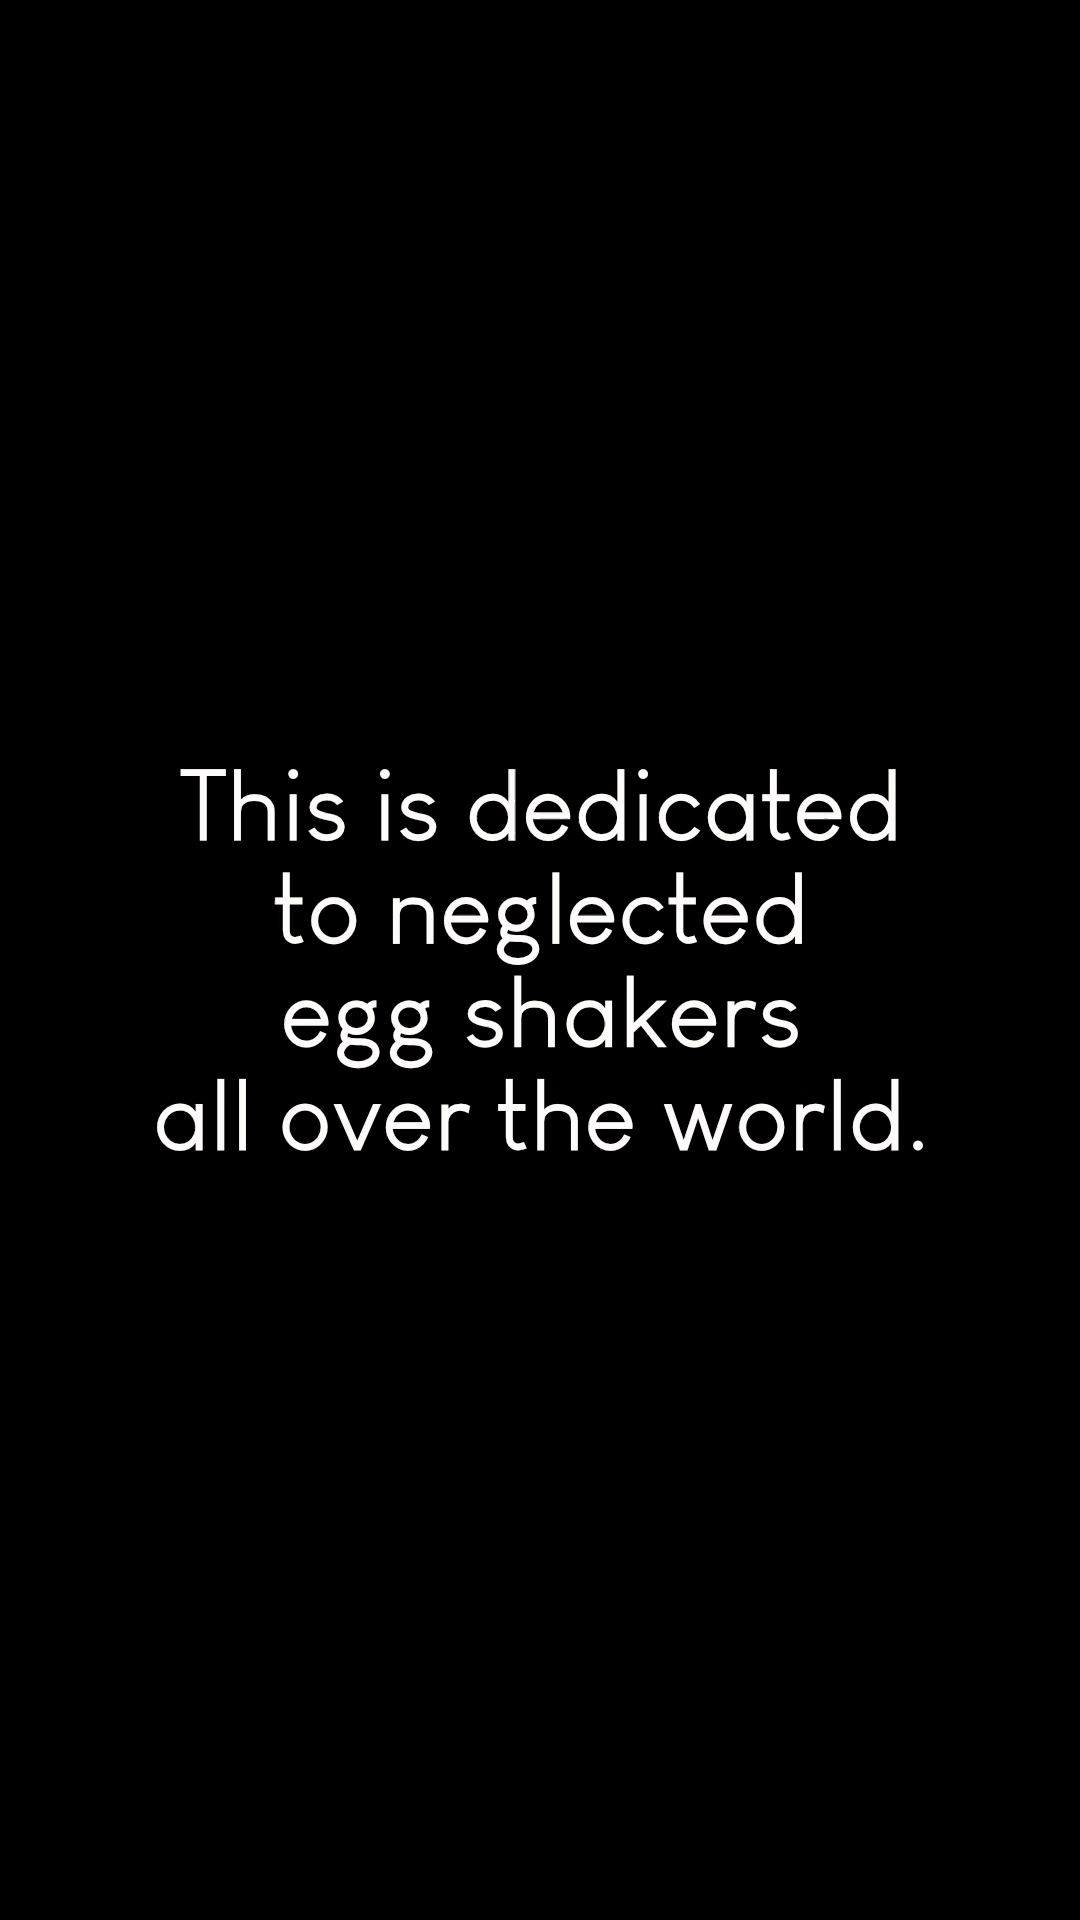 This is dedicated
to neglected
egg shakers
all over the world.